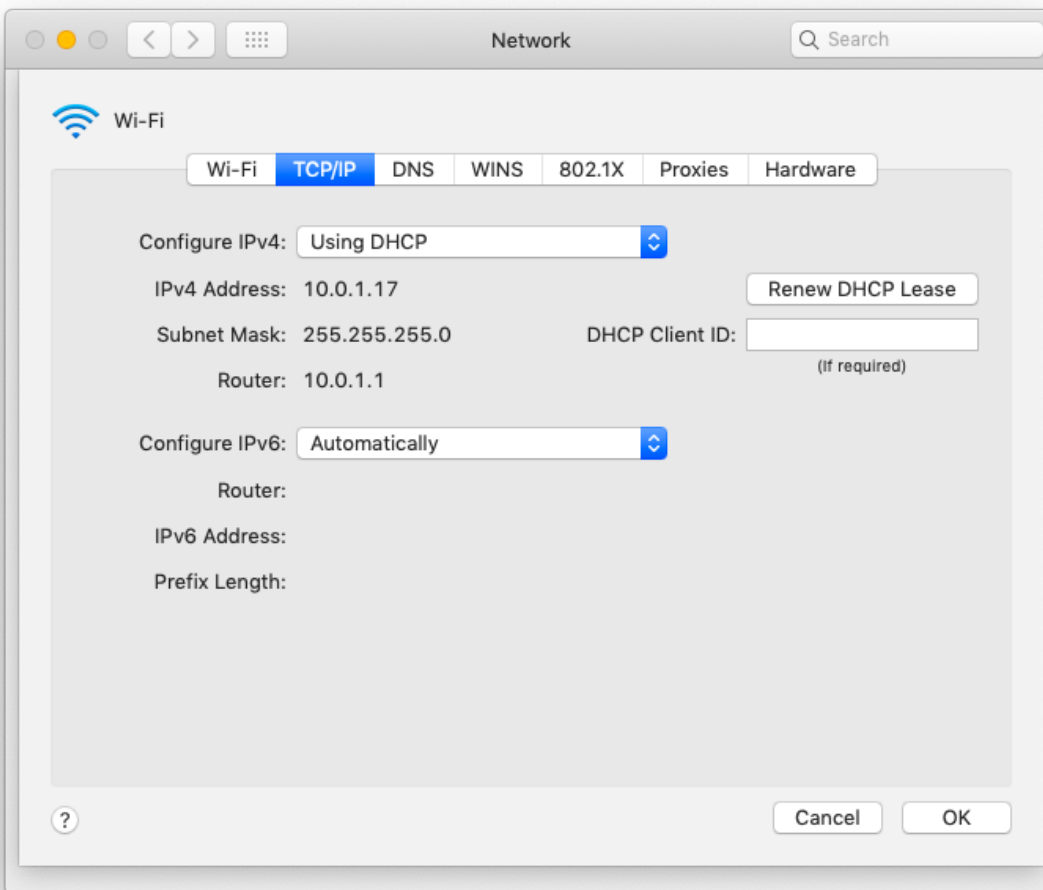 Network
Search
Wi-Fi
Wi-Fi TCP/IP DNS WINS 802.1X Proxies Hardware
Configure IPv4: Using DHCP
IPv4 Address: 10.0.1.17 Renew DHCP Lease
Subnet Mask: 255.255.255.0 DHCP Client ID:
(If required)
Router: 10.0.1.1
Configure IPv6: Automatically
Router:
IPv6 Address:
Prefix Length:
? Cancel OK